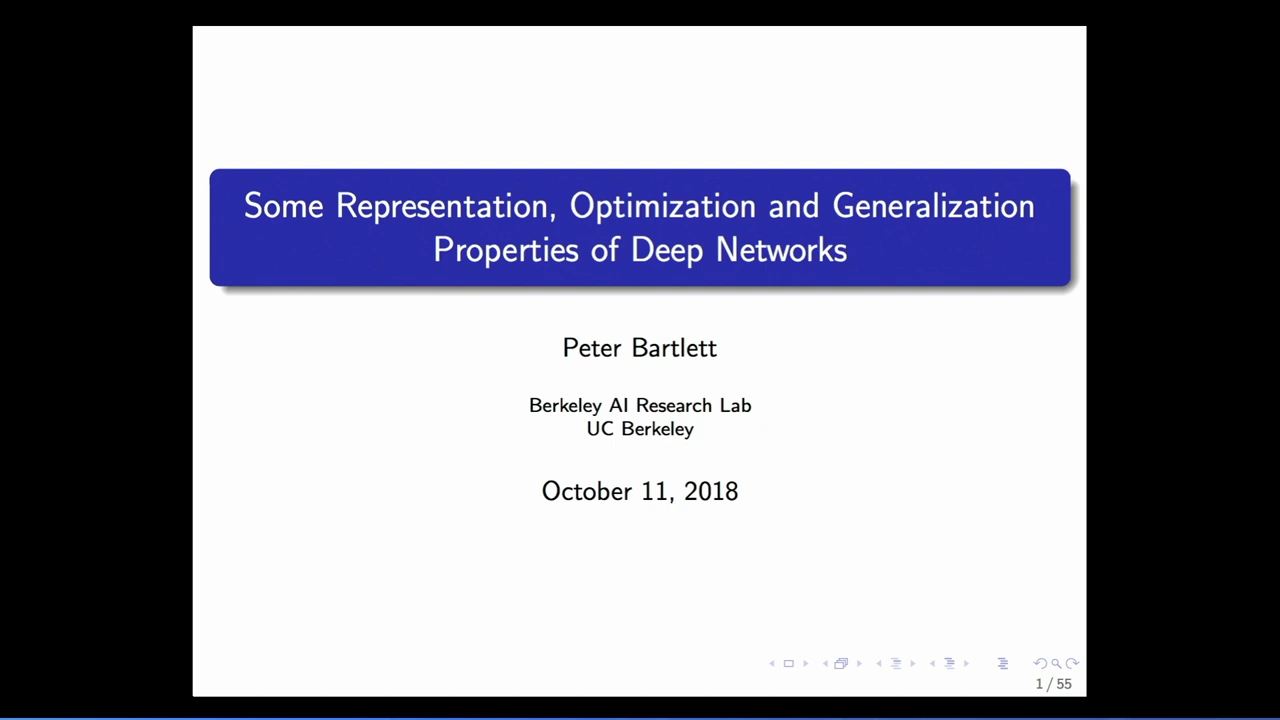 Some Representation, Optimization and Generalization
Properties of Deep Networks
Peter Bartlett
Berkeley AI Research Lab
UC Berkeley
October 11, 2018
1 / 55